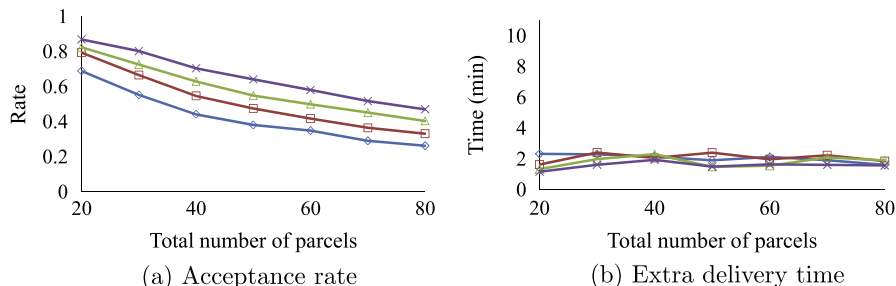 1
0.8
0.6
0.4
0.2
0
Rate
20 40 60 80
Total number of parcels
(a) Acceptance rate
10
8
6
4
2
0
Time (min)
20 40 60 80
Total number of parcels
(b) Extra delivery time